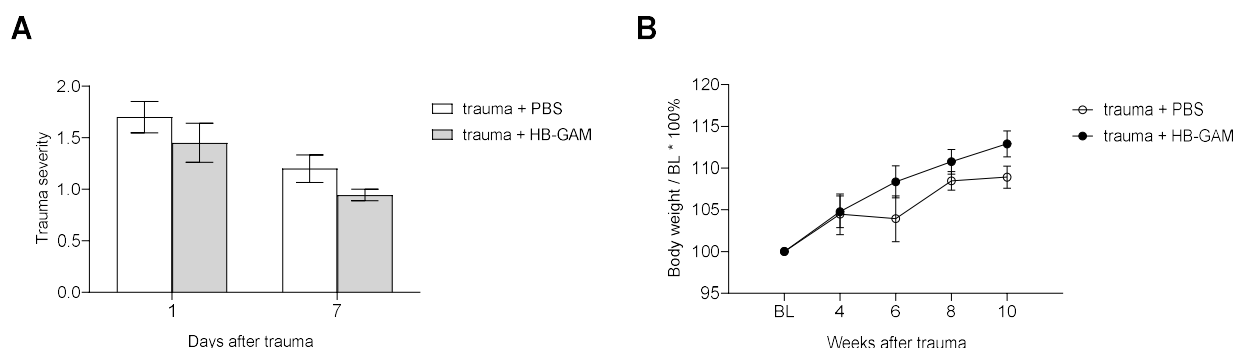 A
B
2.0
1.5
1.0
0.5
0.0
Trauma severity
1
7
Days after trauma
trauma + PBS
trauma + HB-GAM
120
115
110
105
100
95
Body weight / BL * 100%
BL
4
6
8
10
Weeks after trauma
trauma + PBS
trauma + HB-GAM